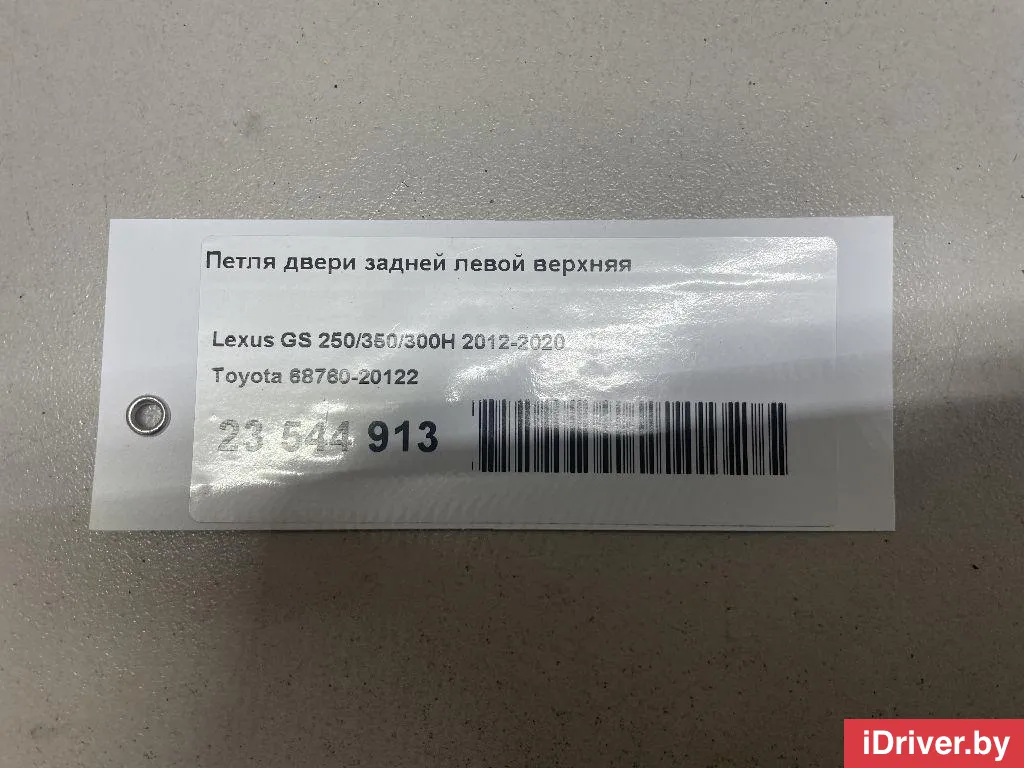 Петля двери задней левой верхняя
Lexus GS 250/350/300H 2012-2020
Toyota 68760-20122
23 544 913
iDriver.by